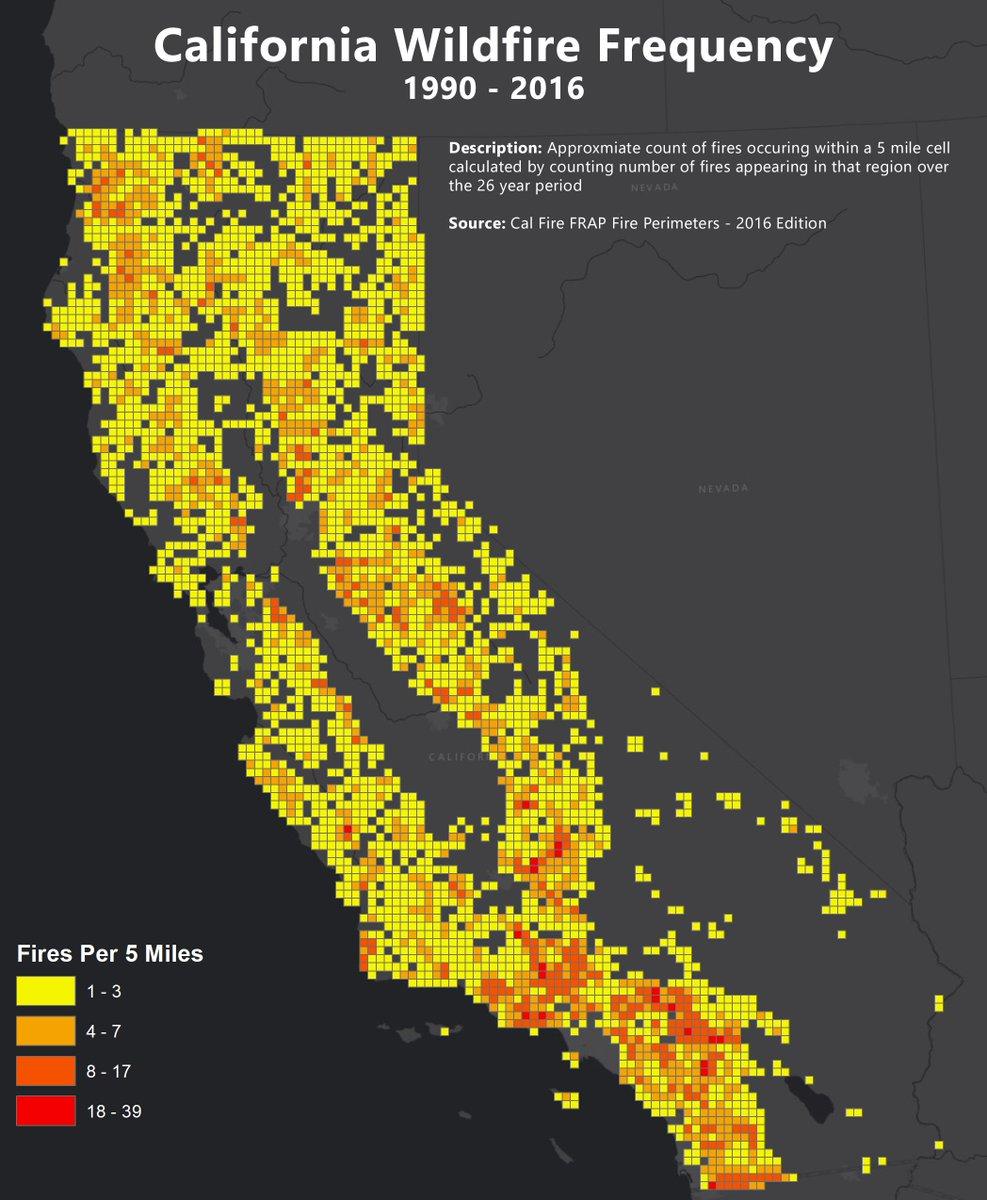 California Wildfire Frequency
1990 - 2016
Description: Approxmiate count of fires occuring within a 5 mile cell
calculated by counting number of fires appearing in that region over
the 26 year period
NEVADA
Source: Cal Fire FRAP Fire Perimeters - 2016 Edition
NEVADA
CALIFOR
Fires Per 5 Miles
1 - 3
4 - 7
8 - 17
18 - 39